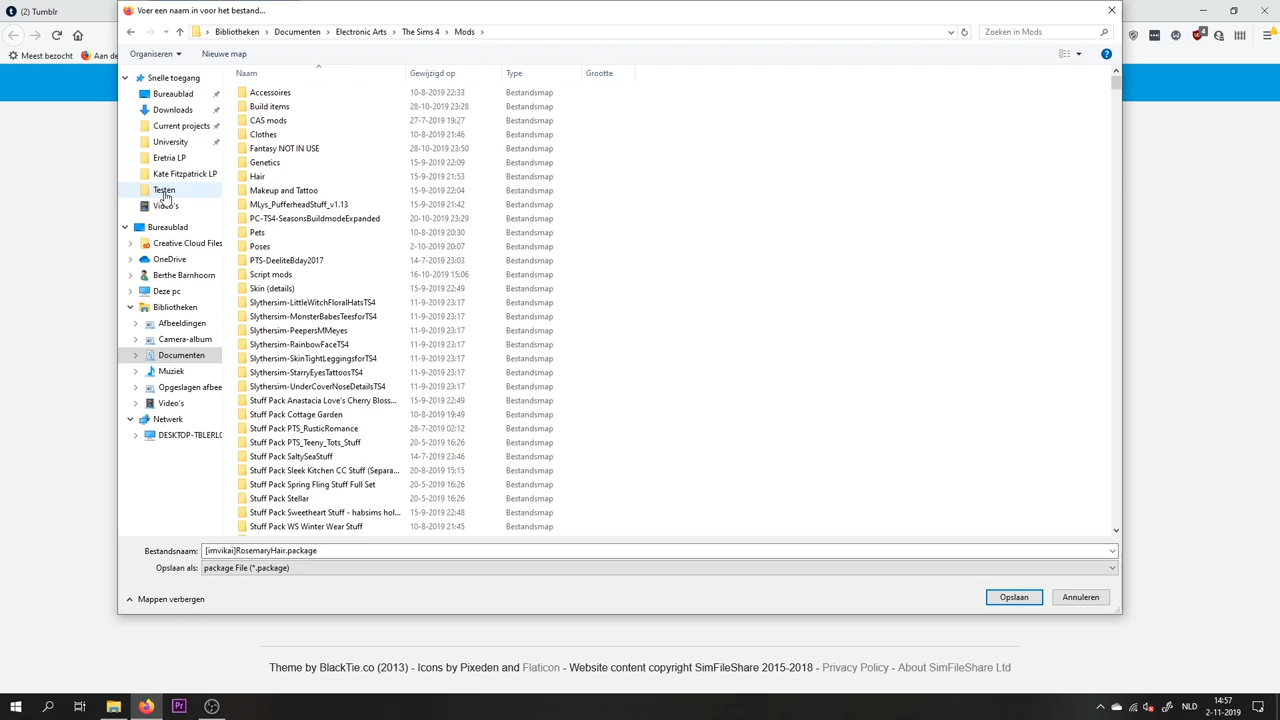 (2) Tumblr
Voer een naam in voor het bestand...
Bibliotheken > Documenten > Electronic Arts > The Sims 4 > Mods >
Zoeken in Mods
Meest bezocht
Aan de
Organiseren
Nieuwe map
Snelle toegang
Bureaublad
Downloads
Current projects
University
Eretria LP
Kate Fitzpatrick LP
Testen
Video's
Bureaublad
Creative Cloud Files
OneDrive
Berthe Barnhoorn
Deze pc
Bibliotheken
Afbeeldingen
Camera-album
Documenten
Muziek
Opgeslagen afbee
Video's
Netwerk
DESKTOP-TBLERLC
Naam Gewijzigd op Type Grootte
Accessoires 10-8-2019 22:33 Bestandsmap
Build items 28-10-2019 23:28 Bestandsmap
CAS mods 27-7-2019 19:27 Bestandsmap
Clothes 10-8-2019 21:46 Bestandsmap
Fantasy NOT IN USE 28-10-2019 23:50 Bestandsmap
Genetics 15-9-2019 22:09 Bestandsmap
Hair 15-9-2019 21:53 Bestandsmap
Makeup and Tattoo 15-9-2019 22:04 Bestandsmap
MLys_PufferheadStuff_v1.13 15-9-2019 21:42 Bestandsmap
PC-TS4-SeasonsBuildmodeExpanded 20-10-2019 23:29 Bestandsmap
Pets 10-8-2019 20:30 Bestandsmap
Poses 2-10-2019 20:07 Bestandsmap
PTS-DeeliteBday2017 14-7-2019 23:03 Bestandsmap
Script mods 16-10-2019 15:06 Bestandsmap
Skin (details) 15-9-2019 22:49 Bestandsmap
Slythersim-LittleWitchFloralHatsTS4 11-9-2019 23:17 Bestandsmap
Slythersim-MonsterBabesTeesforTS4 11-9-2019 23:17 Bestandsmap
Slythersim-PeepersMMeyes 11-9-2019 23:17 Bestandsmap
Slythersim-RainbowFaceTS4 11-9-2019 23:17 Bestandsmap
Slythersim-SkinTightLeggingsforTS4 11-9-2019 23:17 Bestandsmap
Slythersim-StarryEyesTattoosTS4 11-9-2019 23:17 Bestandsmap
Slythersim-UnderCoverNoseDetailsTS4 11-9-2019 23:17 Bestandsmap
Stuff Pack Anastacia Love's Cherry Bloss... 15-9-2019 22:49 Bestandsmap
Stuff Pack Cottage Garden 10-8-2019 19:49 Bestandsmap
Stuff Pack PTS_RusticRomance 28-7-2019 02:12 Bestandsmap
Stuff Pack PTS_Teeny_Tots_Stuff 20-5-2019 16:26 Bestandsmap
Stuff Pack SaltySeaStuff 14-7-2019 23:46 Bestandsmap
Stuff Pack Sleek Kitchen CC Stuff (Separa... 20-8-2019 15:15 Bestandsmap
Stuff Pack Spring Fling Stuff Full Set 20-5-2019 16:26 Bestandsmap
Stuff Pack Stellar 20-5-2019 16:26 Bestandsmap
Stuff Pack Sweetheart Stuff - habsims hol... 15-9-2019 22:48 Bestandsmap
Stuff Pack WS Winter Wear Stuff 10-8-2019 21:45 Bestandsmap
Bestandsnaam: [imvikai]RosemaryHair.package
Opslaan als: package File (*.package)
Mappen verbergen
Opslaan
Annuleren
Theme by BlackTie.co (2013) - Icons by Pixeden and Flaticon - Website content copyright SimFileShare 2015-2018 - Privacy Policy - About SimFileShare Ltd
Pr
NLD
14:57
2-11-2019